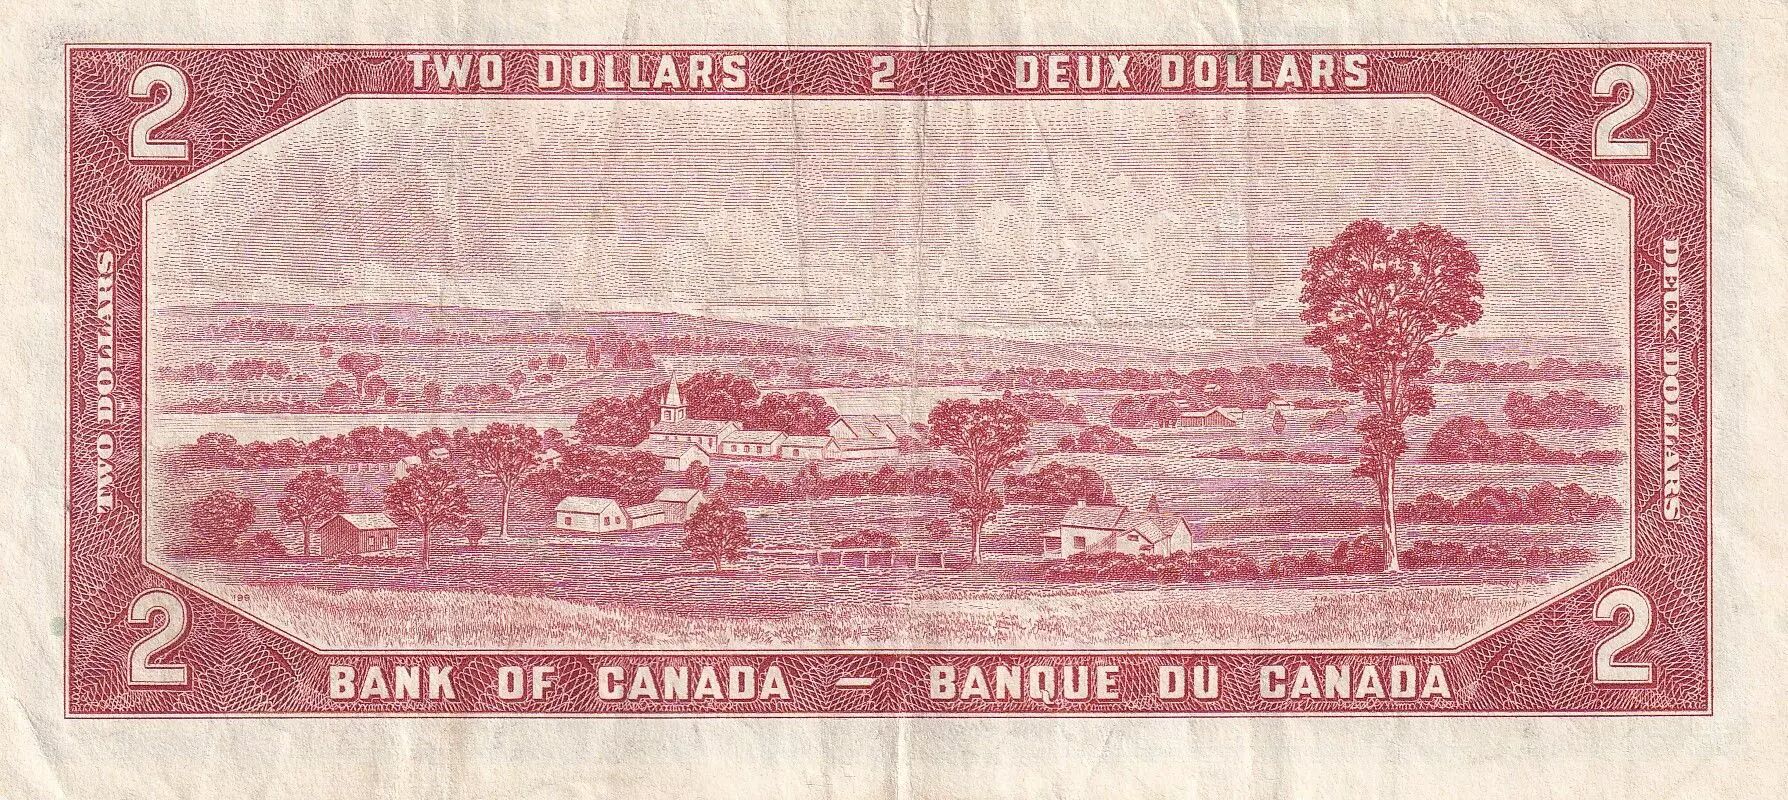 2 TWO DOLLARS 2 DEUX DOLLARS 2
TWO DOLLARS
DEUX DOLLARS
199
2 BANK OF CANADA – BANQUE DU CANADA 2